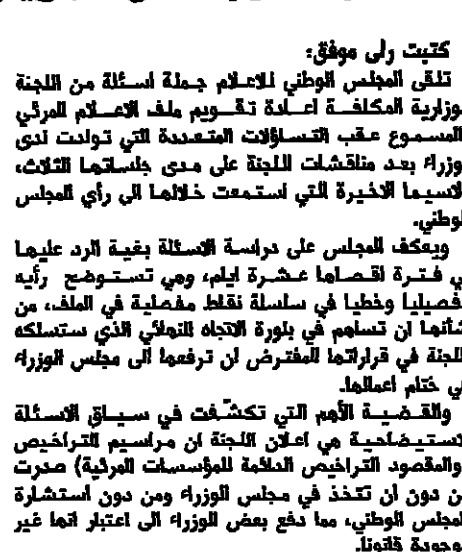 كتبت رلى موفق:
تلقى المجلس الوطني للاعلام جملة اسئلة من اللجنة
لوزارية المكلفة اعادة تقويم ملف الاعلام المرئي
المسموع عقب التساؤلات المتعددة التي تولدت لدى
وزراء بعد مناقشات اللجنة على مدى جلساتها الثلاث،
لاسيما الاخيرة التي استمعت خلالها الى رأي المجلس
لوطني.
ويعكف المجلس على دراسة الاسئلة بغية الرد عليها
ي فترة اقصاها عشرة ايام، وهي تستوضح رأيه
فصيليا وخطيا في سلسلة نقاط مفصلية في الملف، من
شأنها ان تساهم في بلورة الاتجاه النهائي الذي ستسلكه
للجنة في قراراتها المفترض ان ترفعها الى مجلس الوزراء
ي ختام اعمالها.
والقضية الأهم التي تكشّفت في سياق الاسئلة
لاستيضاحية هي اعلان اللجنة ان مراسيم التراخيص
والمقصود التراخيص الدائمة للمؤسسات المرئية) صدرت
ن دون ان تتخذ في مجلس الوزراء ومن دون استشارة
لمجلس الوطني، مما دفع بعض الوزراء الى اعتبار انها غير
وجودة قانونا.